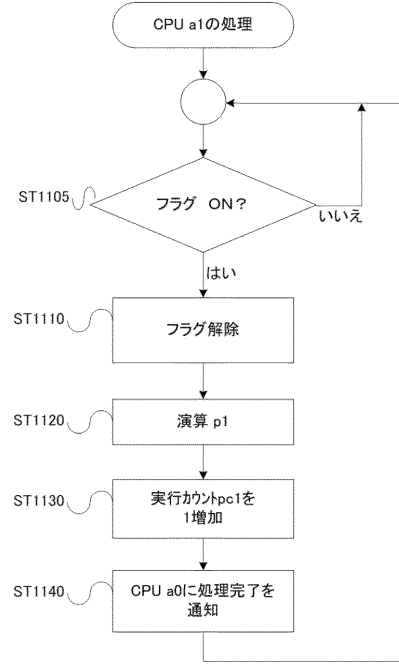 CPU a1の処理
ST1105
フラグ ON?
いいえ
はい
ST1110
フラグ解除
ST1120
演算 p1
ST1130
実行カウントpc1を
1増加
ST1140
CPU a0に処理完了を
通知